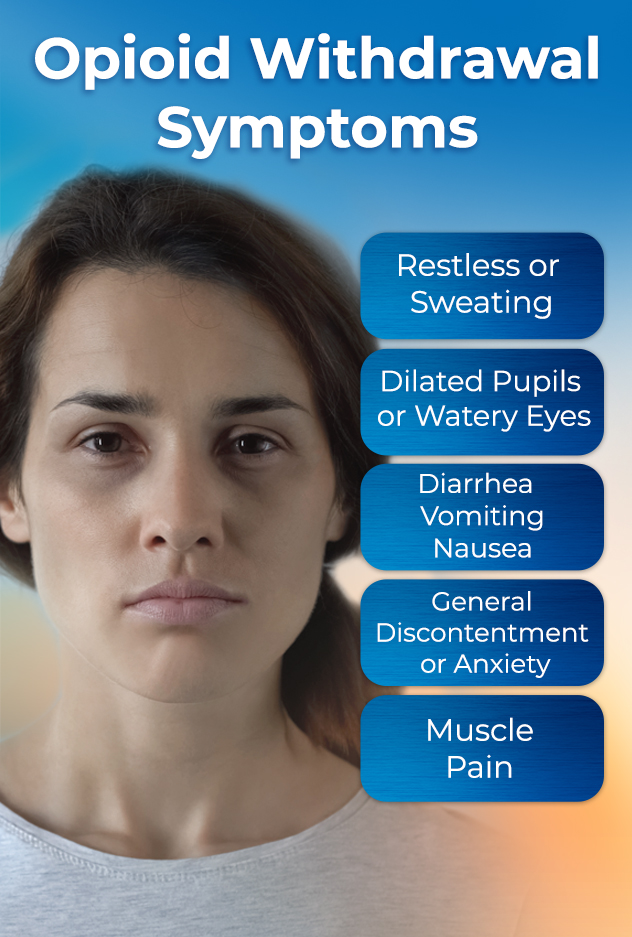 Opioid Withdrawal
Symptoms
Restless or
Sweating
Dilated Pupils
or Watery Eyes
Diarrhea
Vomiting
Nausea
General
Discontentment
or Anxiety
Muscle
Pain